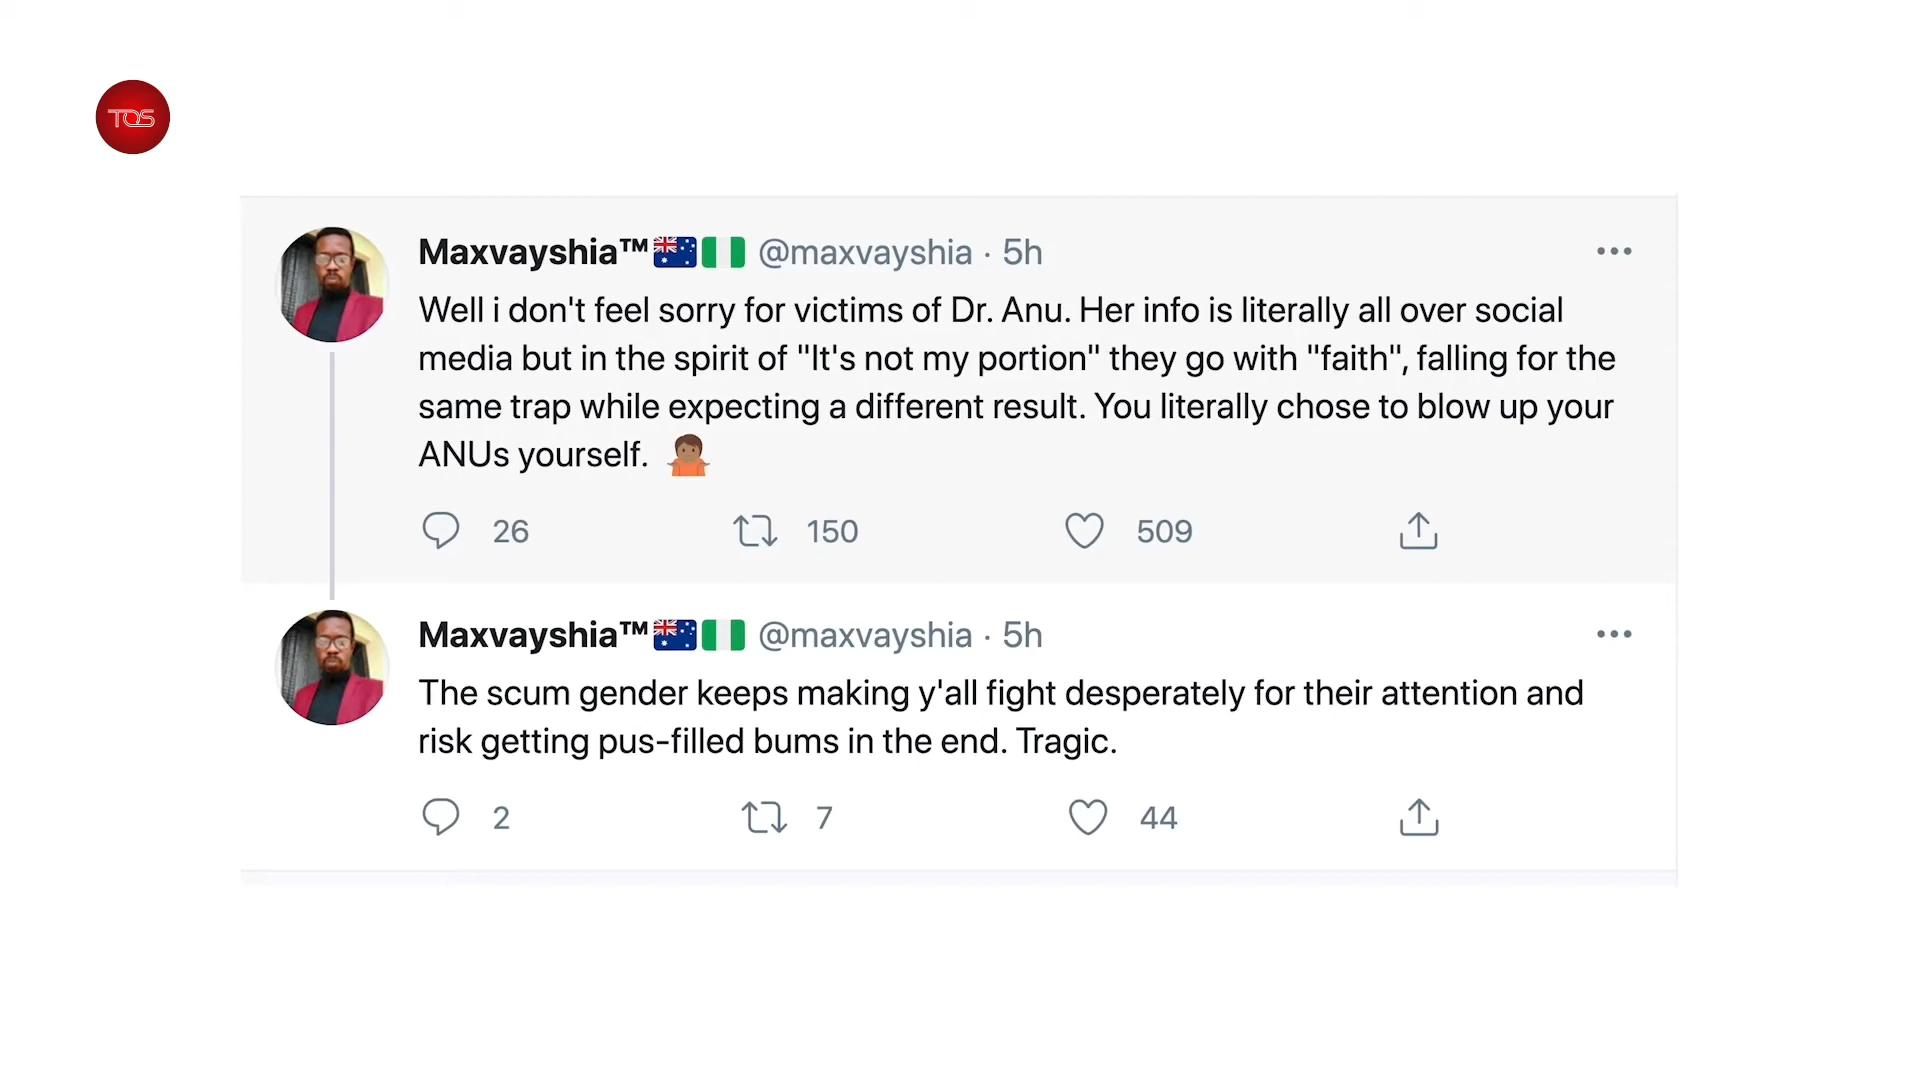 TOS
Maxvayshia™🇦🇺🇳🇬 @maxvayshia · 5h
Well i don't feel sorry for victims of Dr. Anu. Her info is literally all over social
media but in the spirit of "It's not my portion" they go with "faith", falling for the
same trap while expecting a different result. You literally chose to blow up your
ANUs yourself. 🤷🏾
26 150 509
Maxvayshia™🇦🇺🇳🇬 @maxvayshia · 5h
The scum gender keeps making y'all fight desperately for their attention and
risk getting pus-filled bums in the end. Tragic.
2 7 44